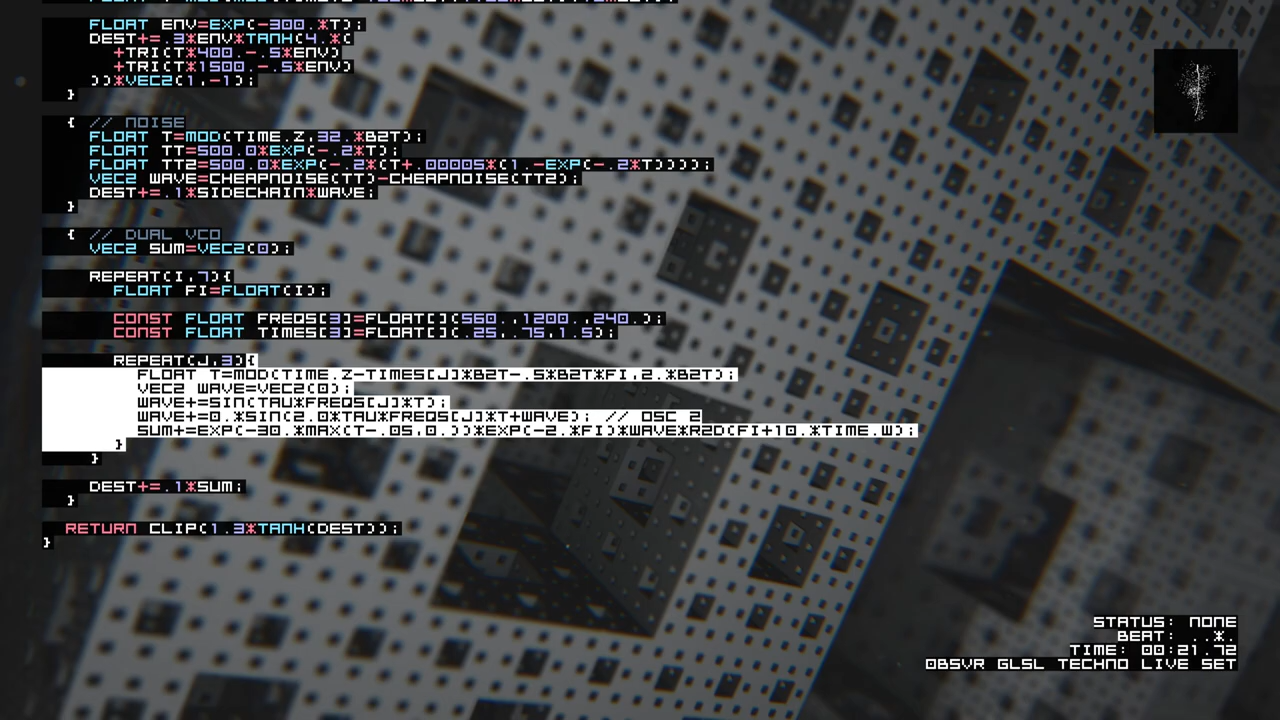 FLOAT ENV=EXP(-300.*T);
DEST+=.3*ENV*TANH(4.*(
+TRI(T*400.-.5*ENV)
+TRI(T*1500.-.5*ENV)
))*VEC2(1,-1);
}
{ // NOISE
FLOAT T=MOD(TIME.Z,32.*B2T);
FLOAT TT=500.0*EXP(-.2*T);
FLOAT TT2=500.0*EXP(-.2*(T+.00005*(1.-EXP(-.2*T))));
VEC2 WAVE=CHEAPNOISE(TT)-CHEAPNOISE(TT2);
DEST+=.1*SIDECHAIN*WAVE;
}
{ // DUAL VCO
VEC2 SUM=VEC2(0);
REPEAT(I,7){
FLOAT FI=FLOAT(I);
CONST FLOAT FREQS[3]=FLOAT[](560.,1200.,240.);
CONST FLOAT TIMES[3]=FLOAT[](.25,.75,1.5);
REPEAT(J,3){
FLOAT T=MOD(TIME.Z-TIMES[J]*B2T-.5*B2T*FI,2.*B2T);
VEC2 WAVE=VEC2(0);
WAVE+=SIN(TAU*FREQS[J]*T);
WAVE+=0.*SIN(2.0*TAU*FREQS[J]*T+WAVE); // OSC 2
SUM+=EXP(-30.*MAX(T-.05,0.))*EXP(-2.*FI)*WAVE*R2D(FI+10.*TIME.W);
}
}
DEST+=.1*SUM;
}
RETURN CLIP(1.3*TANH(DEST));
}
STATUS: NONE
BEAT: ..*.
TIME: 00:21.72
0BSVR GLSL TECHNO LIVE SET